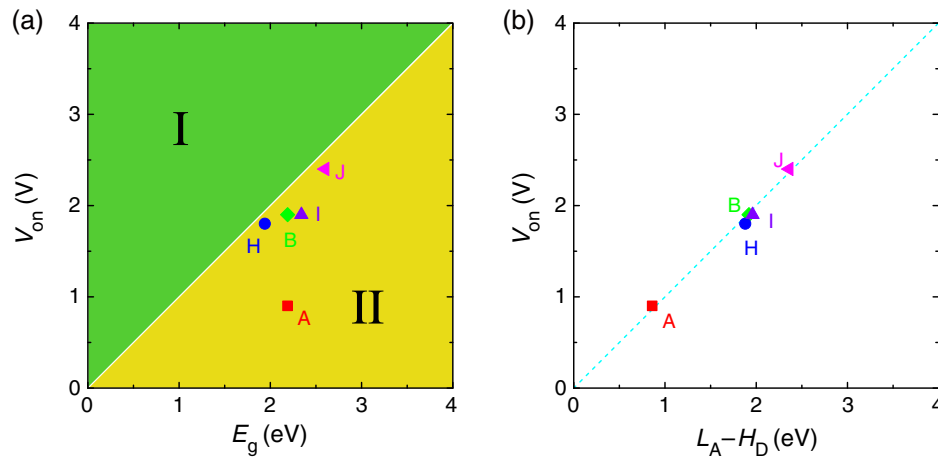 (a)
4
3
2
1
0
V_on (V)
I
II
J
I
B
H
A
0 1 2 3 4
E_g (eV)
(b)
4
3
2
1
0
V_on (V)
J
B
I
H
A
0 1 2 3 4
L_A−H_D (eV)